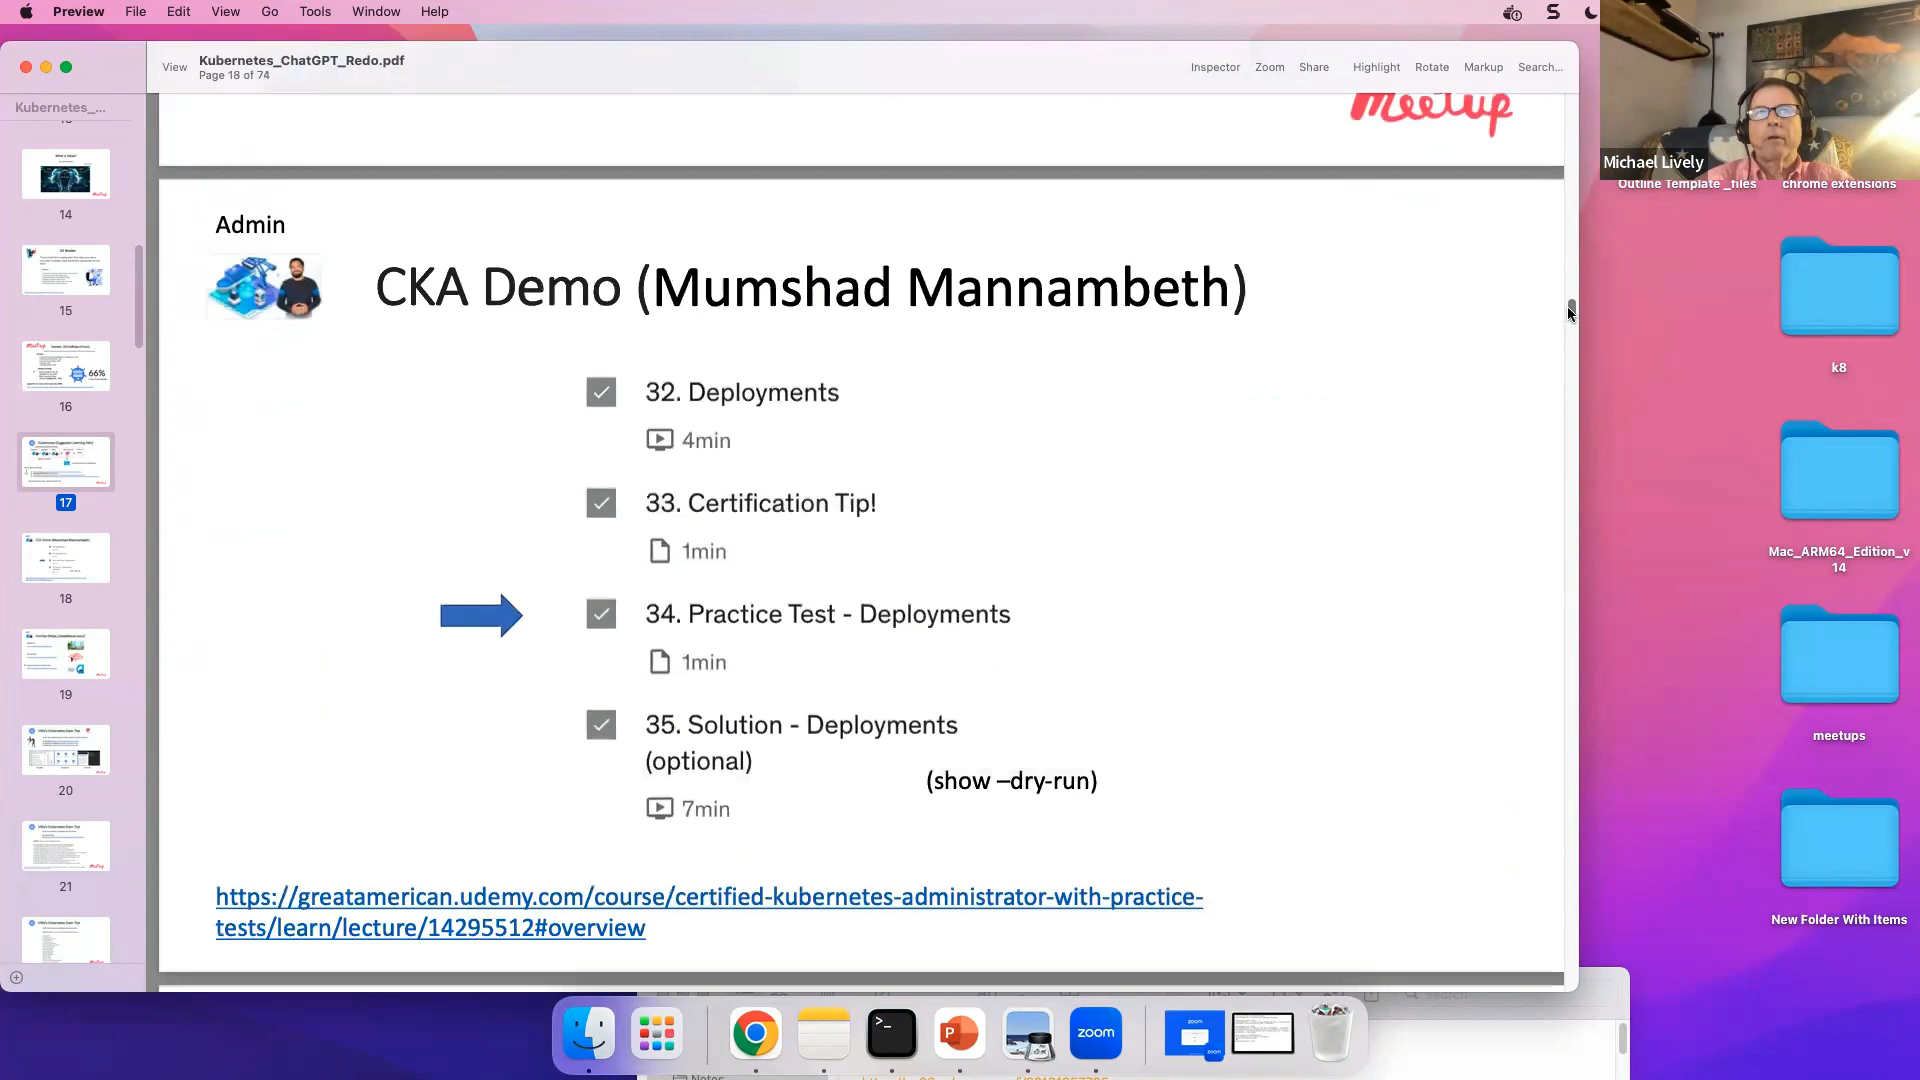 Preview File Edit View Go Tools Window Help
View
Kubernetes_ChatGPT_Redo.pdf
Page 18 of 74
Inspector Zoom Share Highlight Rotate Markup Search...
Kubernetes_...
14
15
66%
16
17
18
19
20
21
Meetup
Admin
CKA Demo (Mumshad Mannambeth)
32. Deployments
4min
33. Certification Tip!
1min
34. Practice Test - Deployments
1min
35. Solution - Deployments
(optional)
(show –dry-run)
7min
https://greatamerican.udemy.com/course/certified-kubernetes-administrator-with-practice-
tests/learn/lecture/14295512#overview
Michael Lively
Outline Template _files
chrome extensions
k8
Mac_ARM64_Edition_v
14
meetups
New Folder With Items
Search
zoom
zoom